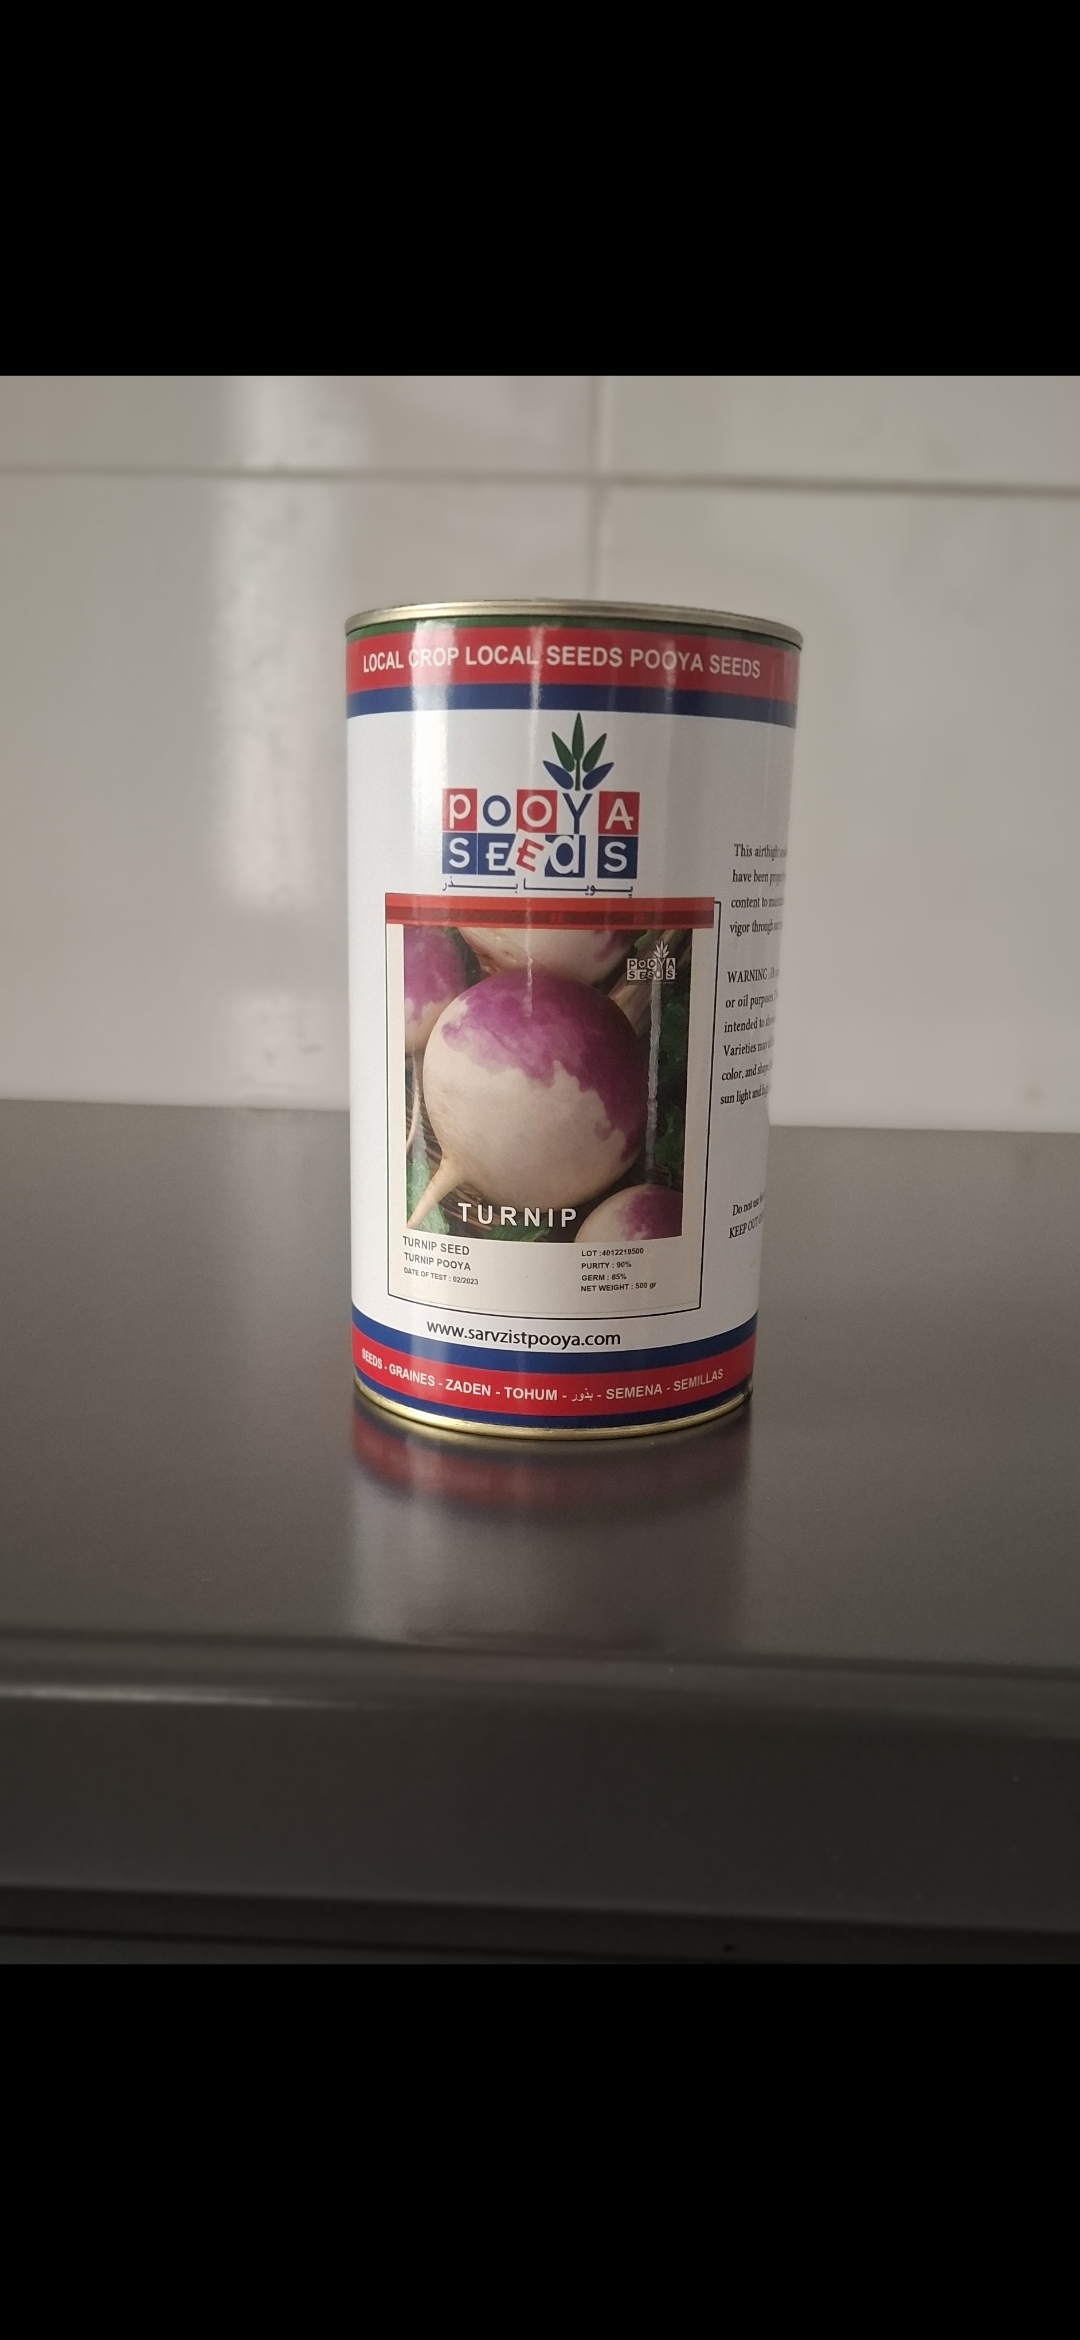 LOCAL CROP LOCAL SEEDS POOYA SEEDS
POOYA
SEEdS
پویا بذر
POOYA
SEEdS
TURNIP
TURNIP SEED
TURNIP POOYA
DATE OF TEST : 02/2023
LOT :4012219500
PURITY : 90%
GERM : 85%
NET WEIGHT : 500 gr
www.sarvzistpooya.com
SEEDS - GRAINES - ZADEN - TOHUM - بذور - SEMENA - SEMILLAS
This
have been
content to
vigor through
WARNING
or oil
intended to
Varieties may
color, and
sun light and
Do not use
KEEP OUT